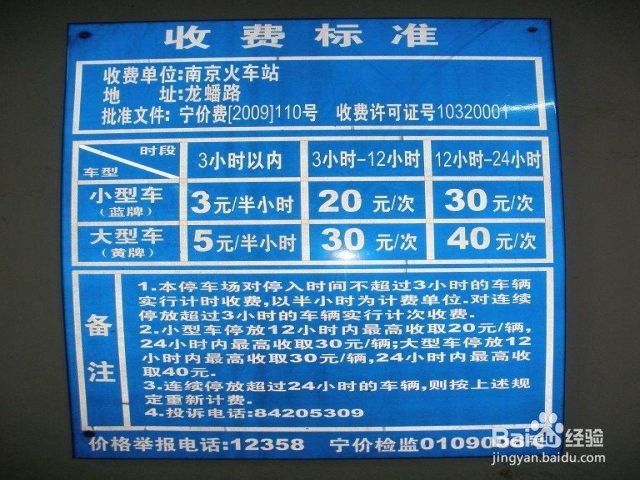 收费标准
收费单位:南京火车站
地 址:龙蟠路
批准文件: 宁价费[2009]110号 收费许可证号10320001
时段
车型
3小时以内 3小时-12小时 12小时-24小时
小型车
(蓝牌)
3元/半小时 20 元/次 30 元/次
大型车
(黄牌)
5元/半小时 30 元/次 40 元/次
备注
1.本停车场对停入时间不超过3小时的车辆
实行计时收费,以半小时为计费单位.对连续
停放超过3小时的车辆实行计次收费.
2.小型车停放12小时内最高收取20元/辆,
24小时内最高收取30元/辆;大型车停放12
小时内最高收取30元/辆,24小时内最高收
取40元.
3.连续停放超过24小时的车辆,则按上述规
定重新计费.
4.投诉电话:84205309
价格举报电话:12358 宁价检监010900
Baidu 经验
jingyan.baidu.com